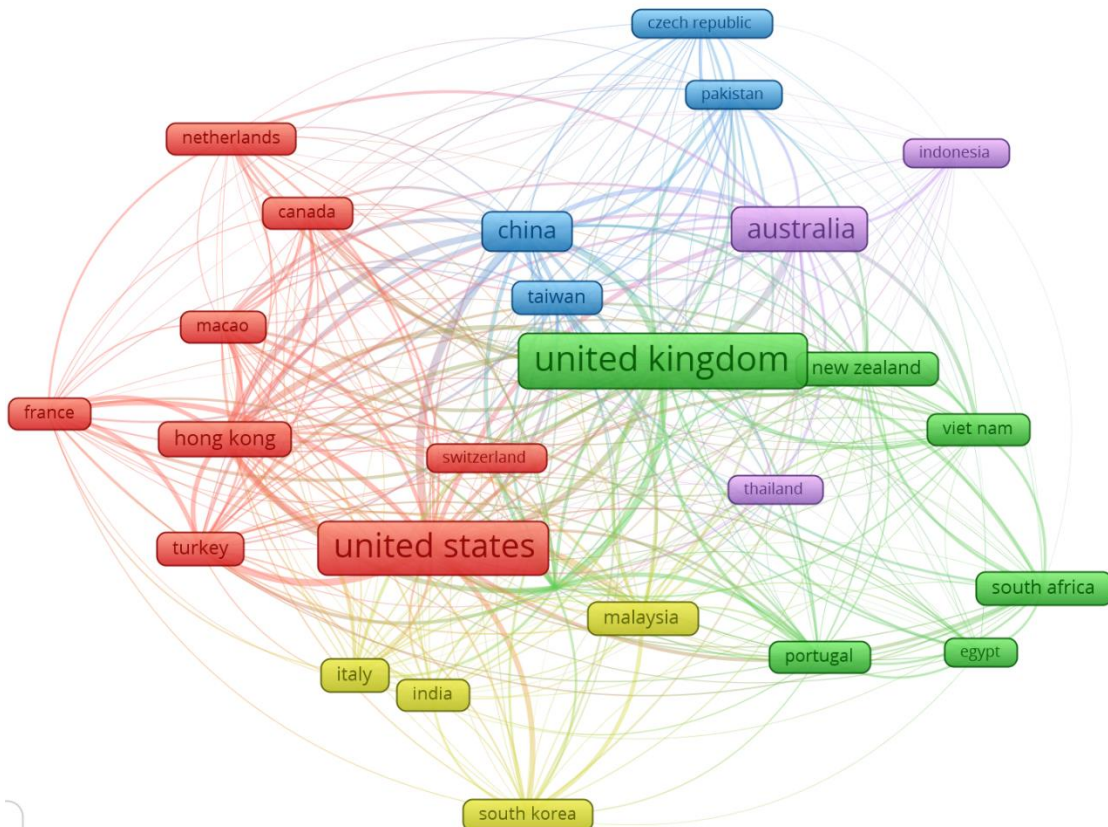 czech republic
pakistan
netherlands
indonesia
canada
china
australia
taiwan
macao
united kingdom
new zealand
france
hong kong
viet nam
switzerland
thailand
turkey
united states
south africa
malaysia
portugal
egypt
italy
india
south korea